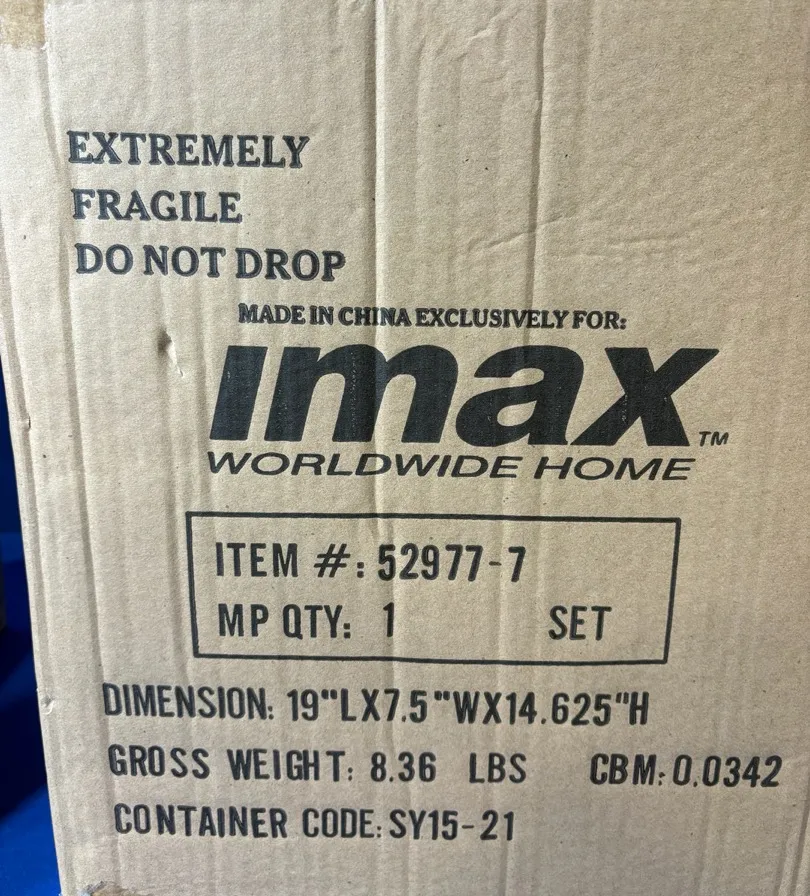 EXTREMELY
FRAGILE
DO NOT DROP
MADE IN CHINA EXCLUSIVELY FOR:
imax™
WORLDWIDE HOME
ITEM #: 52977-7
MP QTY: 1 SET
DIMENSION: 19"LX7.5"WX14.625"H
GROSS WEIGHT: 8.36 LBS CBM: 0.0342
CONTAINER CODE: SY15-21